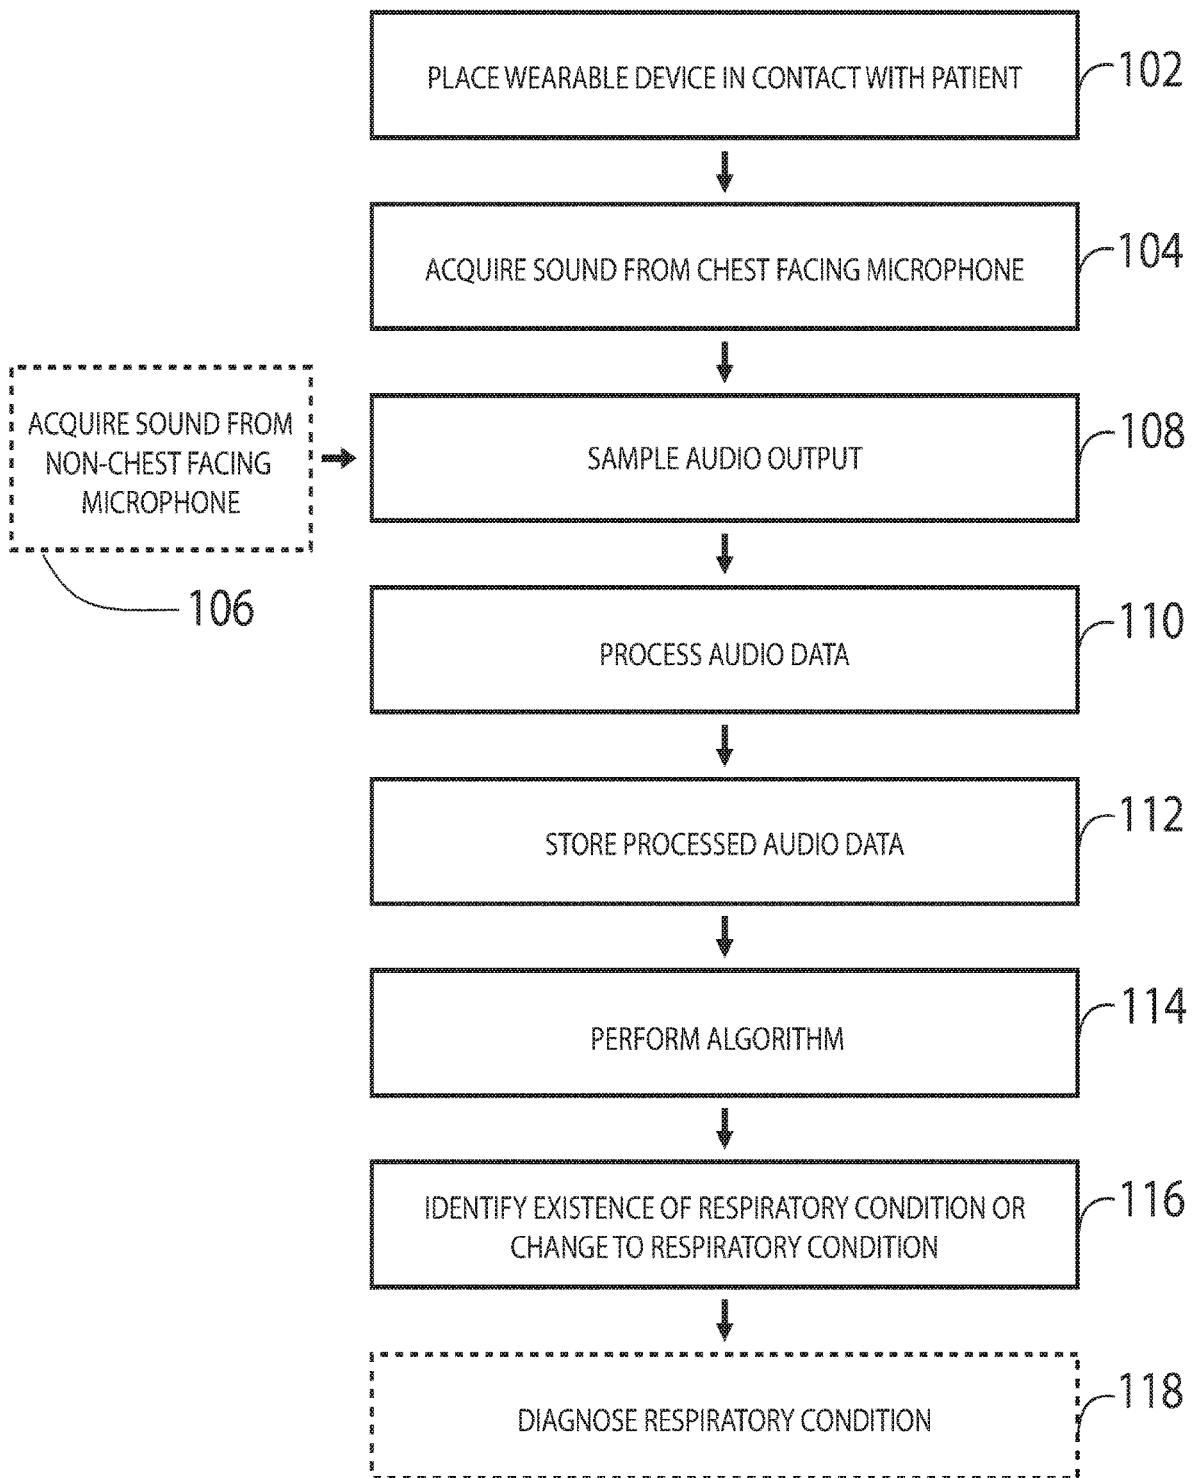 PLACE WEARABLE DEVICE IN CONTACT WITH PATIENT
102
ACQUIRE SOUND FROM CHEST FACING MICROPHONE
104
ACQUIRE SOUND FROM
NON-CHEST FACING
MICROPHONE
106
SAMPLE AUDIO OUTPUT
108
PROCESS AUDIO DATA
110
STORE PROCESSED AUDIO DATA
112
PERFORM ALGORITHM
114
IDENTIFY EXISTENCE OF RESPIRATORY CONDITION OR
CHANGE TO RESPIRATORY CONDITION
116
DIAGNOSE RESPIRATORY CONDITION
118